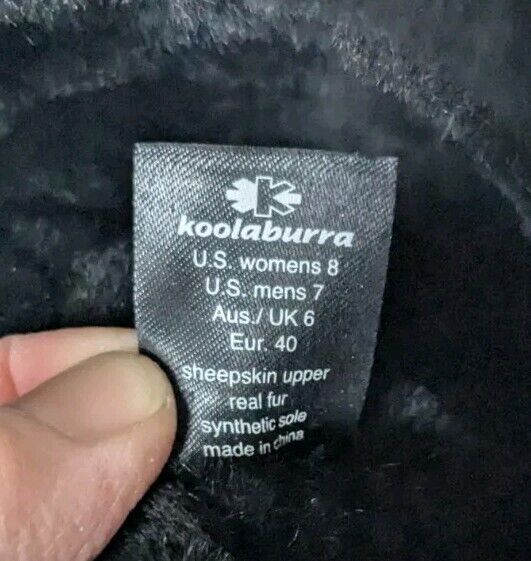 K
koolaburra
U.S. womens 8
U.S. mens 7
Aus./ UK 6
Eur. 40
sheepskin upper
real fur
synthetic sole
made in china